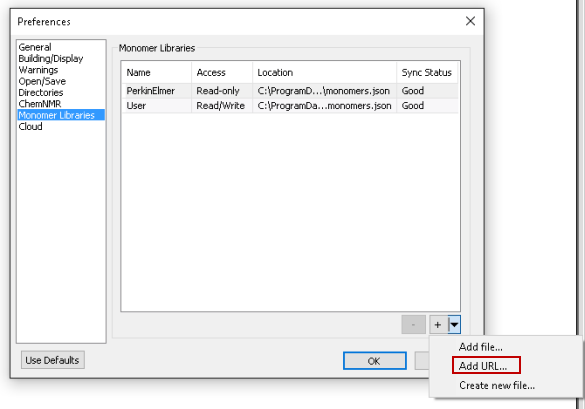 Preferences
General
Building/Display
Warnings
Open/Save
Directories
ChemNMR
Monomer Libraries
Cloud
Monomer Libraries
Name Access Location Sync Status
PerkinElmer Read-only C:\ProgramD...\monomers.json Good
User Read/Write C:\ProgramDa...monomers.json Good
- +
Add file...
Add URL...
Create new file...
Use Defaults
OK